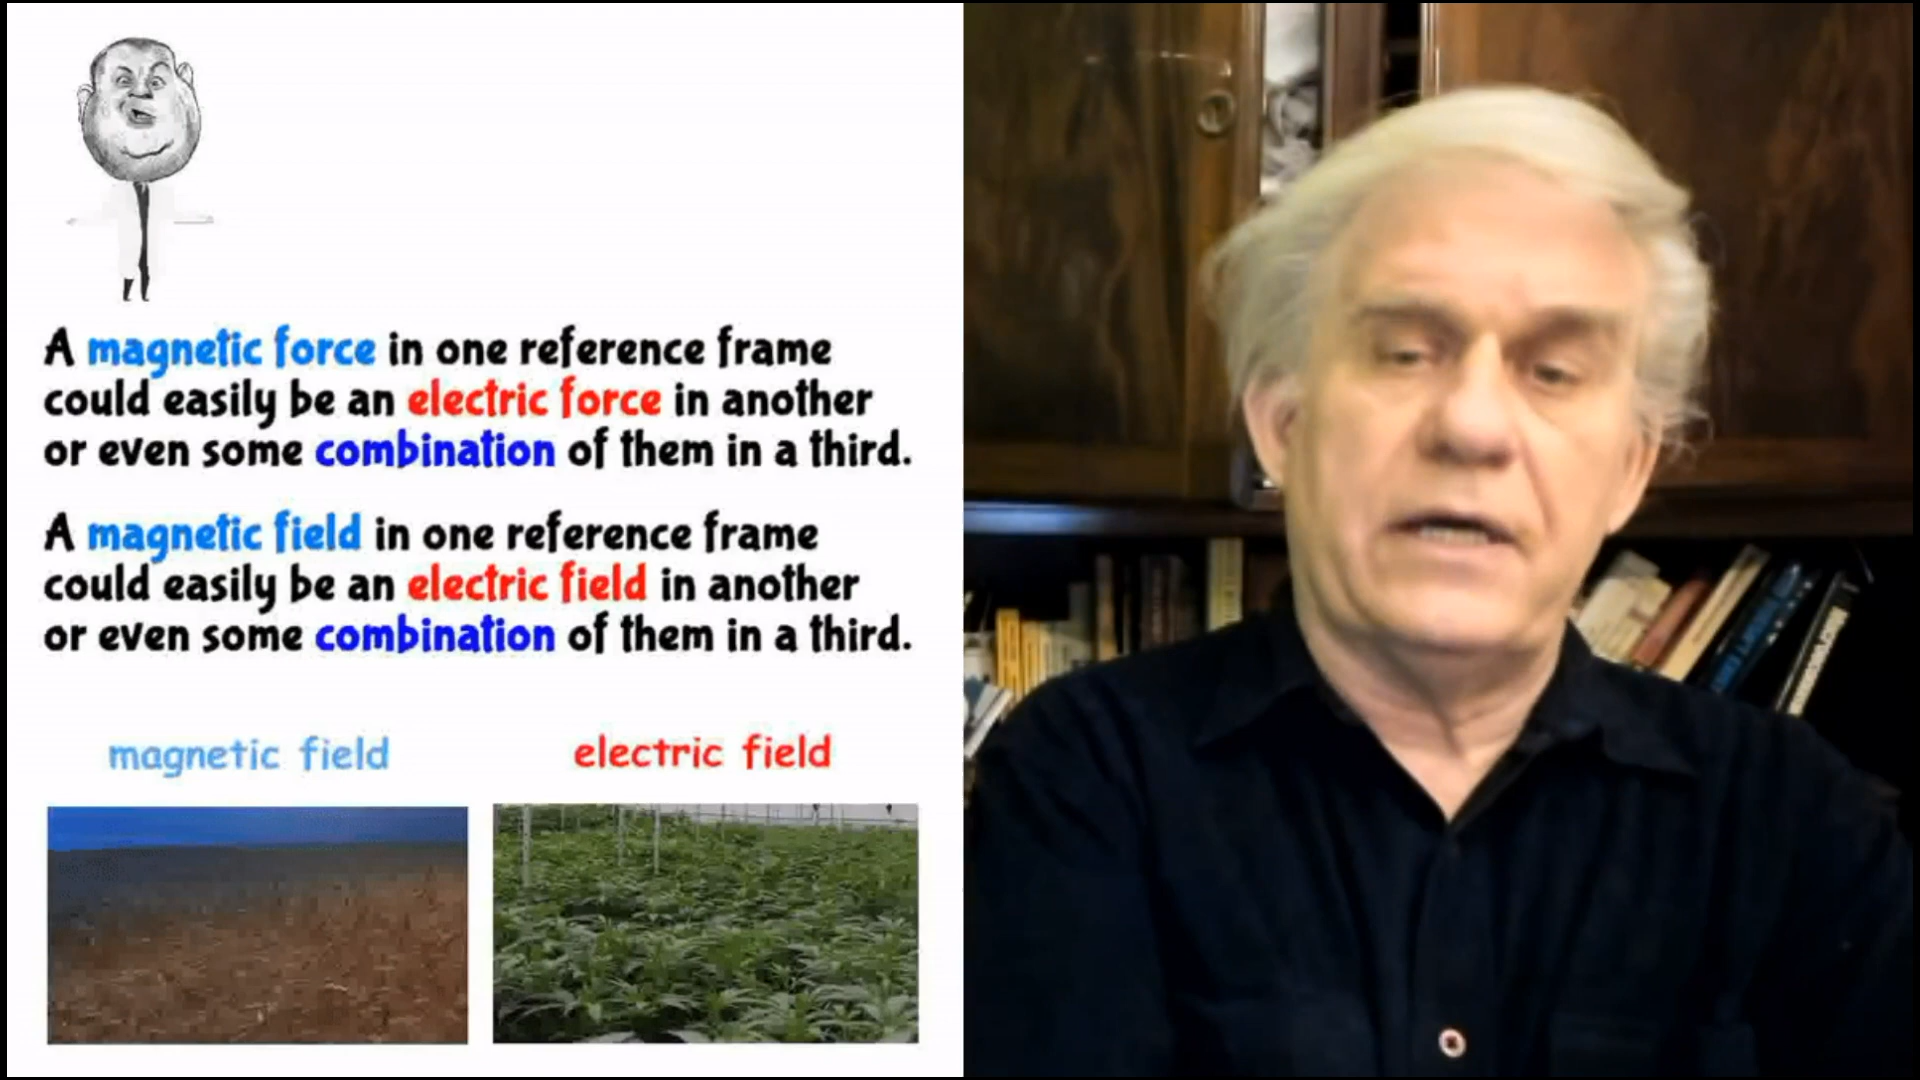 A magnetic force in one reference frame
could easily be an electric force in another
or even some combination of them in a third.
A magnetic field in one reference frame
could easily be an electric field in another
or even some combination of them in a third.
magnetic field
electric field